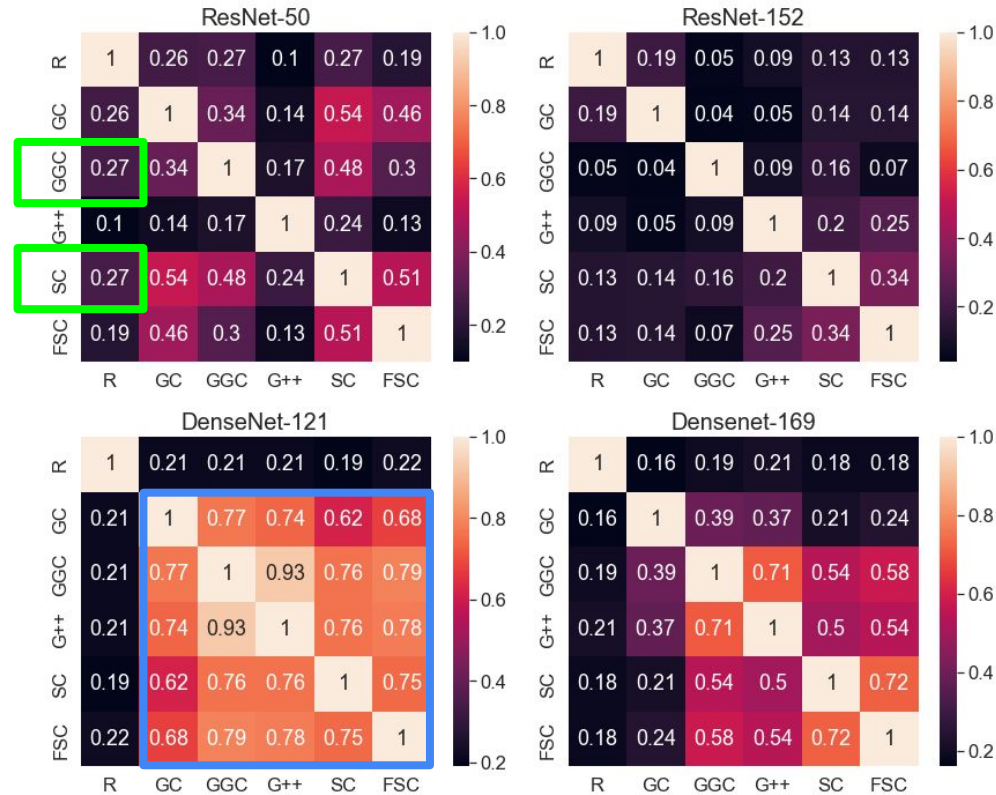 ResNet-50
R 1 0.26 0.27 0.1 0.27 0.19
GC 0.26 1 0.34 0.14 0.54 0.46
GGC 0.27 0.34 1 0.17 0.48 0.3
G++ 0.1 0.14 0.17 1 0.24 0.13
SC 0.27 0.54 0.48 0.24 1 0.51
FSC 0.19 0.46 0.3 0.13 0.51 1
R GC GGC G++ SC FSC
1.0
0.8
0.6
0.4
0.2
ResNet-152
R 1 0.19 0.05 0.09 0.13 0.13
GC 0.19 1 0.04 0.05 0.14 0.14
GGC 0.05 0.04 1 0.09 0.16 0.07
G++ 0.09 0.05 0.09 1 0.2 0.25
SC 0.13 0.14 0.16 0.2 1 0.34
FSC 0.13 0.14 0.07 0.25 0.34 1
R GC GGC G++ SC FSC
1.0
0.8
0.6
0.4
0.2
DenseNet-121
R 1 0.21 0.21 0.21 0.19 0.22
GC 0.21 1 0.77 0.74 0.62 0.68
GGC 0.21 0.77 1 0.93 0.76 0.79
G++ 0.21 0.74 0.93 1 0.76 0.78
SC 0.19 0.62 0.76 0.76 1 0.75
FSC 0.22 0.68 0.79 0.78 0.75 1
R GC GGC G++ SC FSC
1.0
0.8
0.6
0.4
0.2
Densenet-169
R 1 0.16 0.19 0.21 0.18 0.18
GC 0.16 1 0.39 0.37 0.21 0.24
GGC 0.19 0.39 1 0.71 0.54 0.58
G++ 0.21 0.37 0.71 1 0.5 0.54
SC 0.18 0.21 0.54 0.5 1 0.72
FSC 0.18 0.24 0.58 0.54 0.72 1
R GC GGC G++ SC FSC
1.0
0.8
0.6
0.4
0.2